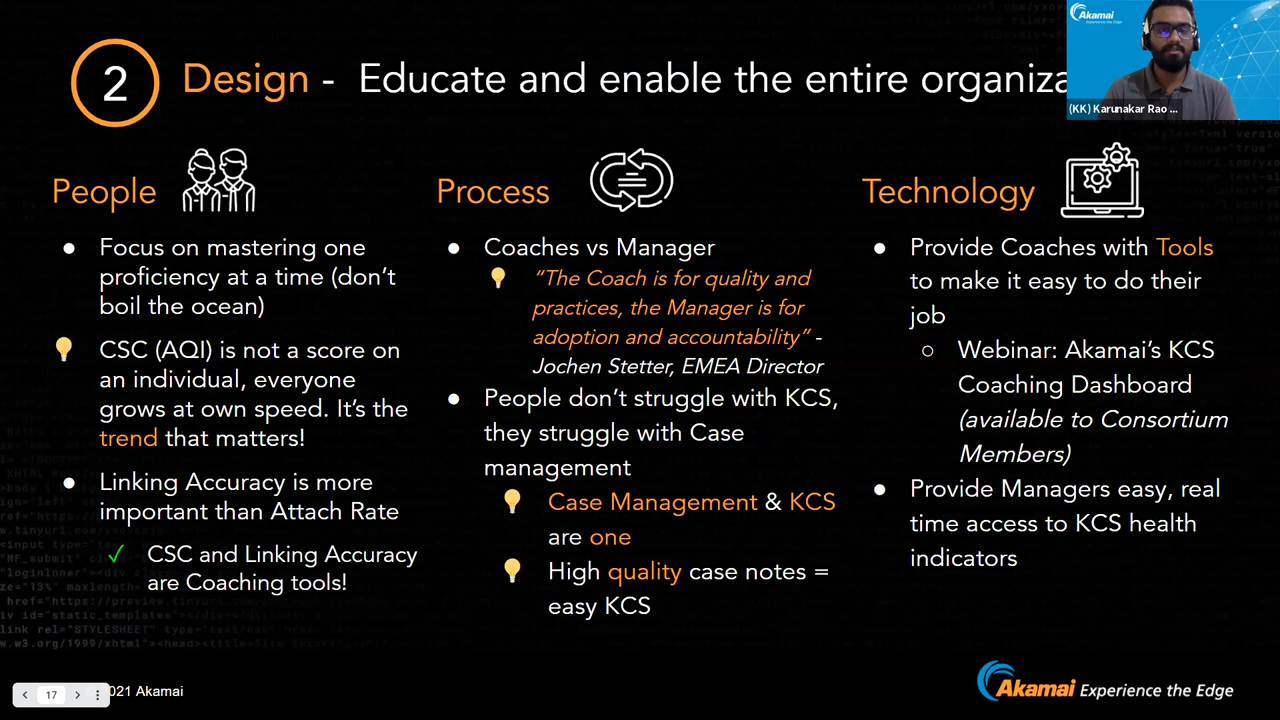 2
Design - Educate and enable the entire organiza
Akamai
Experience the Edge
(KK) Karunakar Rao ...
People
● Focus on mastering one
proficiency at a time (don't
boil the ocean)
CSC (AQI) is not a score on
an individual, everyone
grows at own speed. It's the
trend that matters!
● Linking Accuracy is more
important than Attach Rate
✓ CSC and Linking Accuracy
are Coaching tools!
Process
● Coaches vs Manager
"The Coach is for quality and
practices, the Manager is for
adoption and accountability" -
Jochen Stetter, EMEA Director
● People don't struggle with KCS,
they struggle with Case
management
Case Management & KCS
are one
High quality case notes =
easy KCS
Technology
● Provide Coaches with Tools
to make it easy to do their
job
○ Webinar: Akamai's KCS
Coaching Dashboard
(available to Consortium
Members)
● Provide Managers easy, real
time access to KCS health
indicators
17
021 Akamai
Akamai Experience the Edge